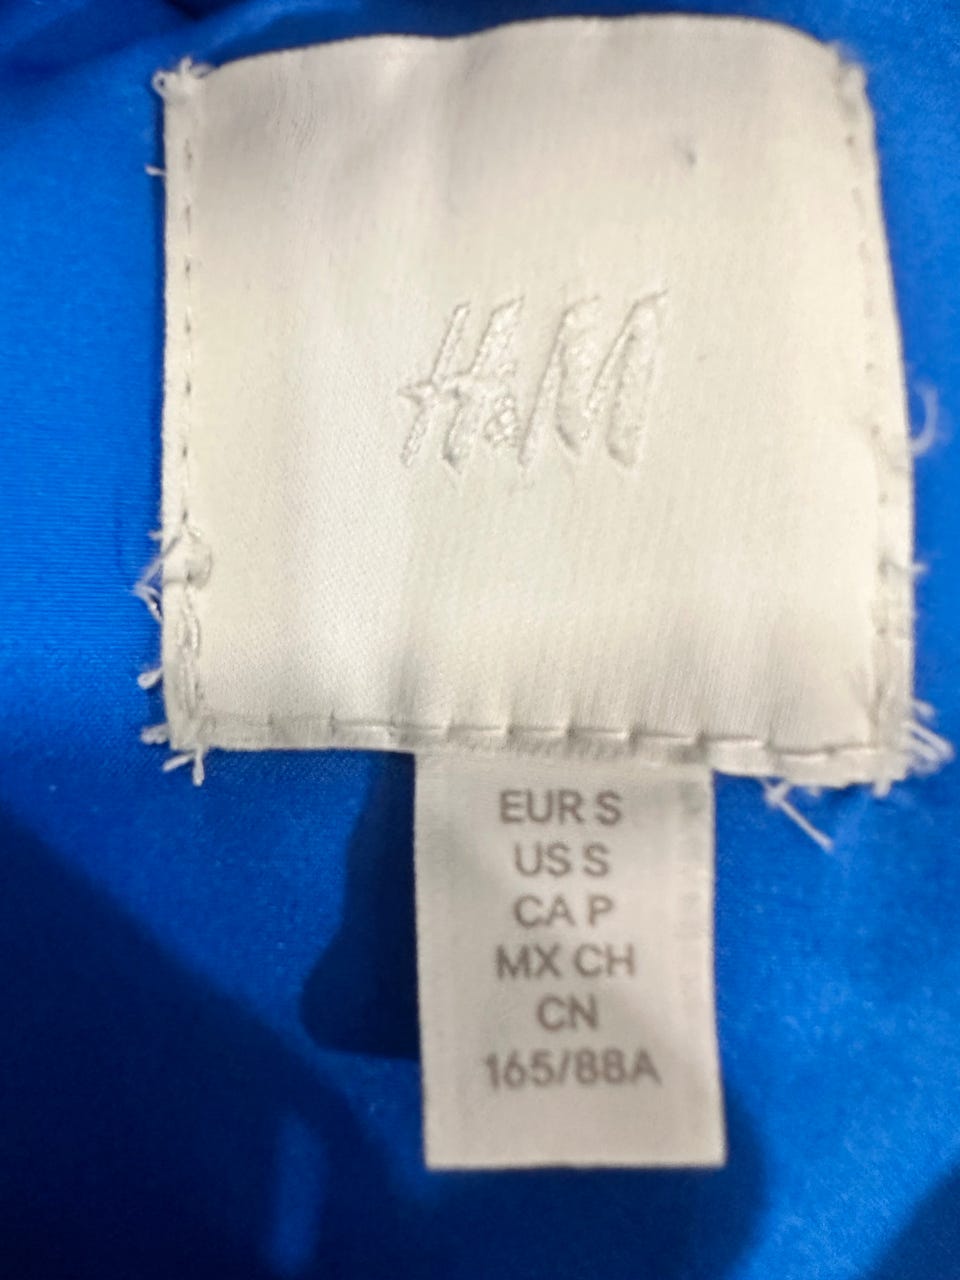 H&M
EUR S
US S
CA P
MX CH
CN
165/88A